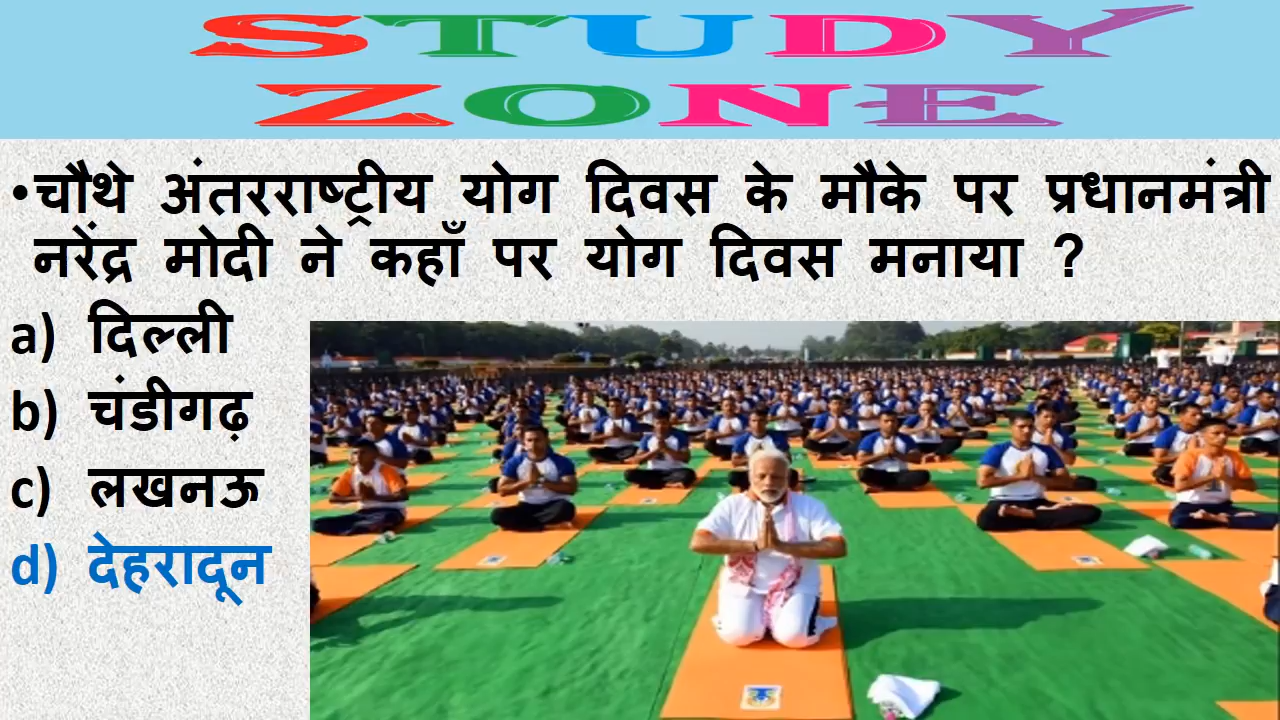 STUDY
ZONE
•चौथे अंतरराष्ट्रीय योग दिवस के मौके पर प्रधानमंत्री
नरेंद्र मोदी ने कहाँ पर योग दिवस मनाया ?
a) दिल्ली
b) चंडीगढ़
c) लखनऊ
d) देहरादून